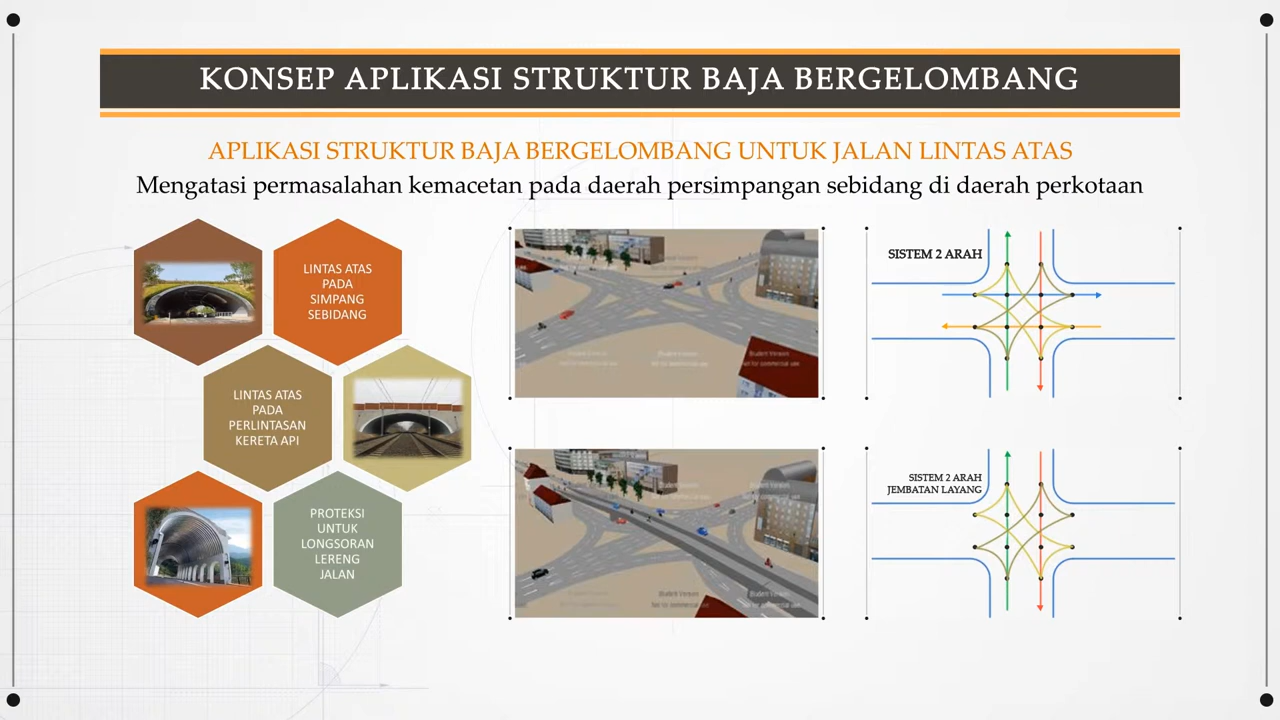 KONSEP APLIKASI STRUKTUR BAJA BERGELOMBANG
APLIKASI STRUKTUR BAJA BERGELOMBANG UNTUK JALAN LINTAS ATAS
Mengatasi permasalahan kemacetan pada daerah persimpangan sebidang di daerah perkotaan
LINTAS ATAS
PADA
SIMPANG
SEBIDANG
LINTAS ATAS
PADA
PERLINTASAN
KERETA API
PROTEKSI
UNTUK
LONGSORAN
LERENG
JALAN
SISTEM 2 ARAH
SISTEM 2 ARAH
JEMBATAN LAYANG